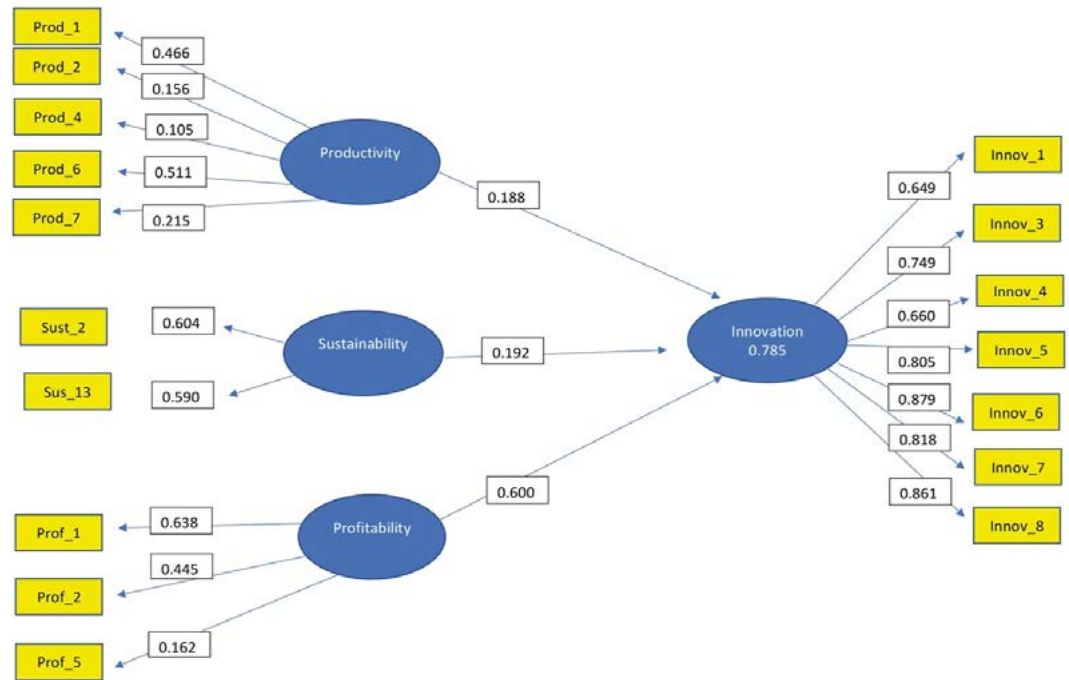 Prod_1
0.466
Prod_2
0.156
Prod_4
0.105
Prod_6
0.511
Prod_7
0.215
Productivity
0.188
Sust_2
0.604
Sus_13
0.590
Sustainability
0.192
Prof_1
0.638
Prof_2
0.445
Prof_5
0.162
Profitability
0.600
Innovation
0.785
Innov_1
0.649
Innov_3
0.749
Innov_4
0.660
Innov_5
0.805
Innov_6
0.879
Innov_7
0.818
Innov_8
0.861